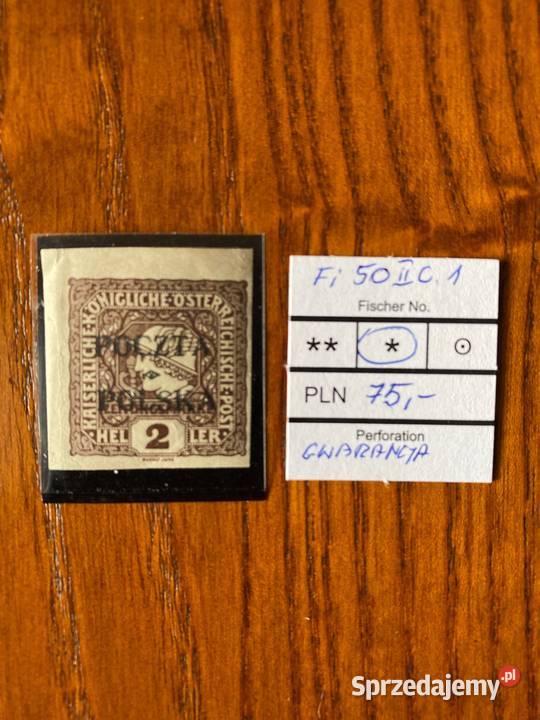 KAISERLICHE·KÖNIGLICHE·ÖSTERREICHISCHE·POST
POCZTA
POLSKA
HEL 2 LER
Fi 50 II C. 1
Fischer No.
** * ⊙
PLN 75,-
Perforation
GWARANCJA
Sprzedajemy.pl